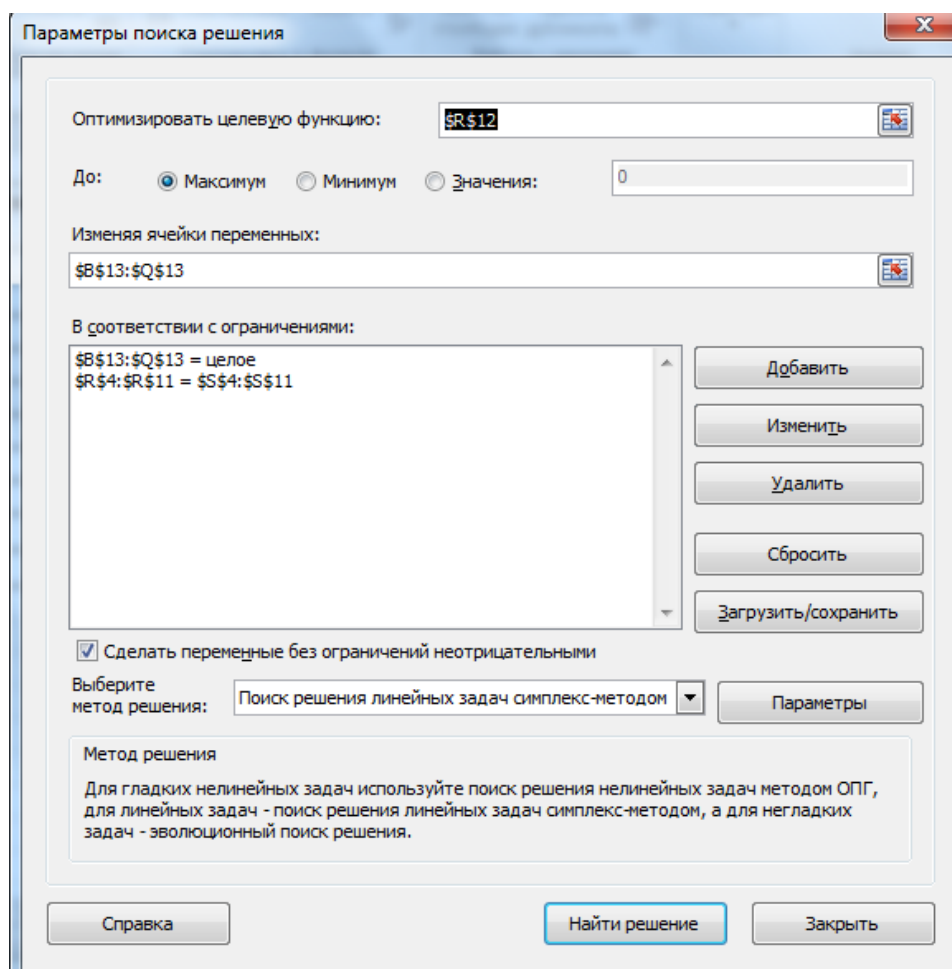 Параметры поиска решения
Оптимизировать целевую функцию: $R$12
До: Максимум Минимум Значения: 0
Изменяя ячейки переменных:
$B$13:$Q$13
В соответствии с ограничениями:
$B$13:$Q$13 = целое
$R$4:$R$11 = $S$4:$S$11
Добавить
Изменить
Удалить
Сбросить
Загрузить/сохранить
Сделать переменные без ограничений неотрицательными
Выберите
метод решения: Поиск решения линейных задач симплекс-методом Параметры
Метод решения
Для гладких нелинейных задач используйте поиск решения нелинейных задач методом ОПГ,
для линейных задач - поиск решения линейных задач симплекс-методом, а для негладких
задач - эволюционный поиск решения.
Справка Найти решение Закрыть